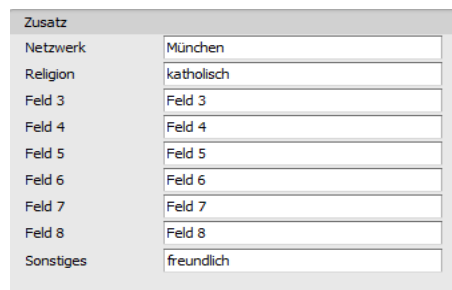 Zusatz
Netzwerk München
Religion katholisch
Feld 3 Feld 3
Feld 4 Feld 4
Feld 5 Feld 5
Feld 6 Feld 6
Feld 7 Feld 7
Feld 8 Feld 8
Sonstiges freundlich